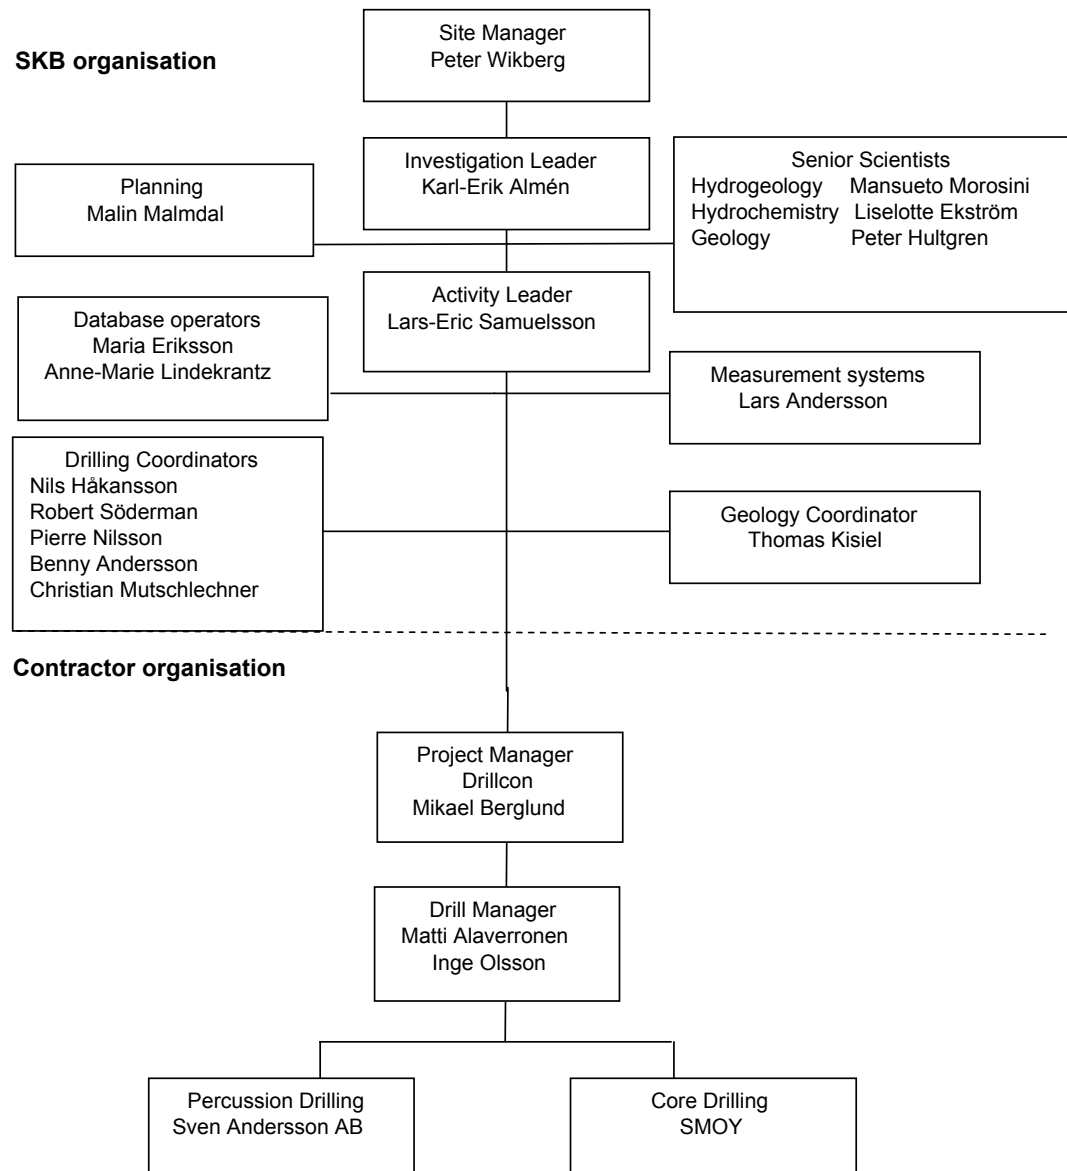 SKB organisation
Site Manager
Peter Wikberg
Investigation Leader
Karl-Erik Almén
Planning
Malin Malmdal
Senior Scientists
Hydrogeology Mansueto Morosini
Hydrochemistry Liselotte Ekström
Geology Peter Hultgren
Activity Leader
Lars-Eric Samuelsson
Database operators
Maria Eriksson
Anne-Marie Lindekrantz
Measurement systems
Lars Andersson
Drilling Coordinators
Nils Håkansson
Robert Söderman
Pierre Nilsson
Benny Andersson
Christian Mutschlechner
Geology Coordinator
Thomas Kisiel
Contractor organisation
Project Manager
Drillcon
Mikael Berglund
Drill Manager
Matti Alaverronen
Inge Olsson
Percussion Drilling
Sven Andersson AB
Core Drilling
SMOY